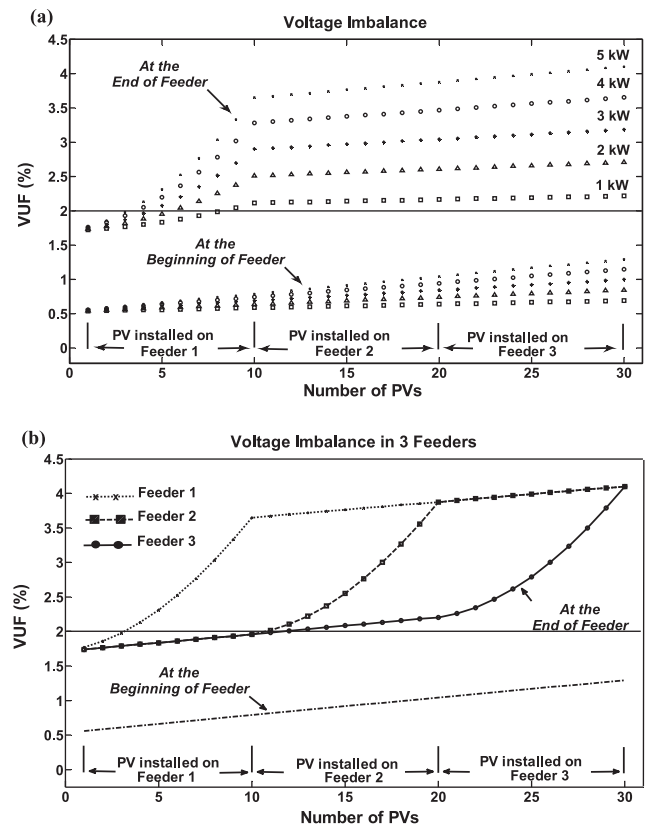 (a)
Voltage Imbalance
4.5
4
3.5
3
2.5
2
1.5
1
0.5
0
VUF (%)
At the
End of Feeder
5 kW
4 kW
3 kW
2 kW
1 kW
At the
Beginning of Feeder
PV installed on
Feeder 1
PV installed on
Feeder 2
PV installed on
Feeder 3
0 5 10 15 20 25 30
Number of PVs
(b)
Voltage Imbalance in 3 Feeders
4.5
4
3.5
3
2.5
2
1.5
1
0.5
0
VUF (%)
Feeder 1
Feeder 2
Feeder 3
At the
End of Feeder
At the
Beginning of Feeder
PV installed on
Feeder 1
PV installed on
Feeder 2
PV installed on
Feeder 3
0 5 10 15 20 25 30
Number of PVs